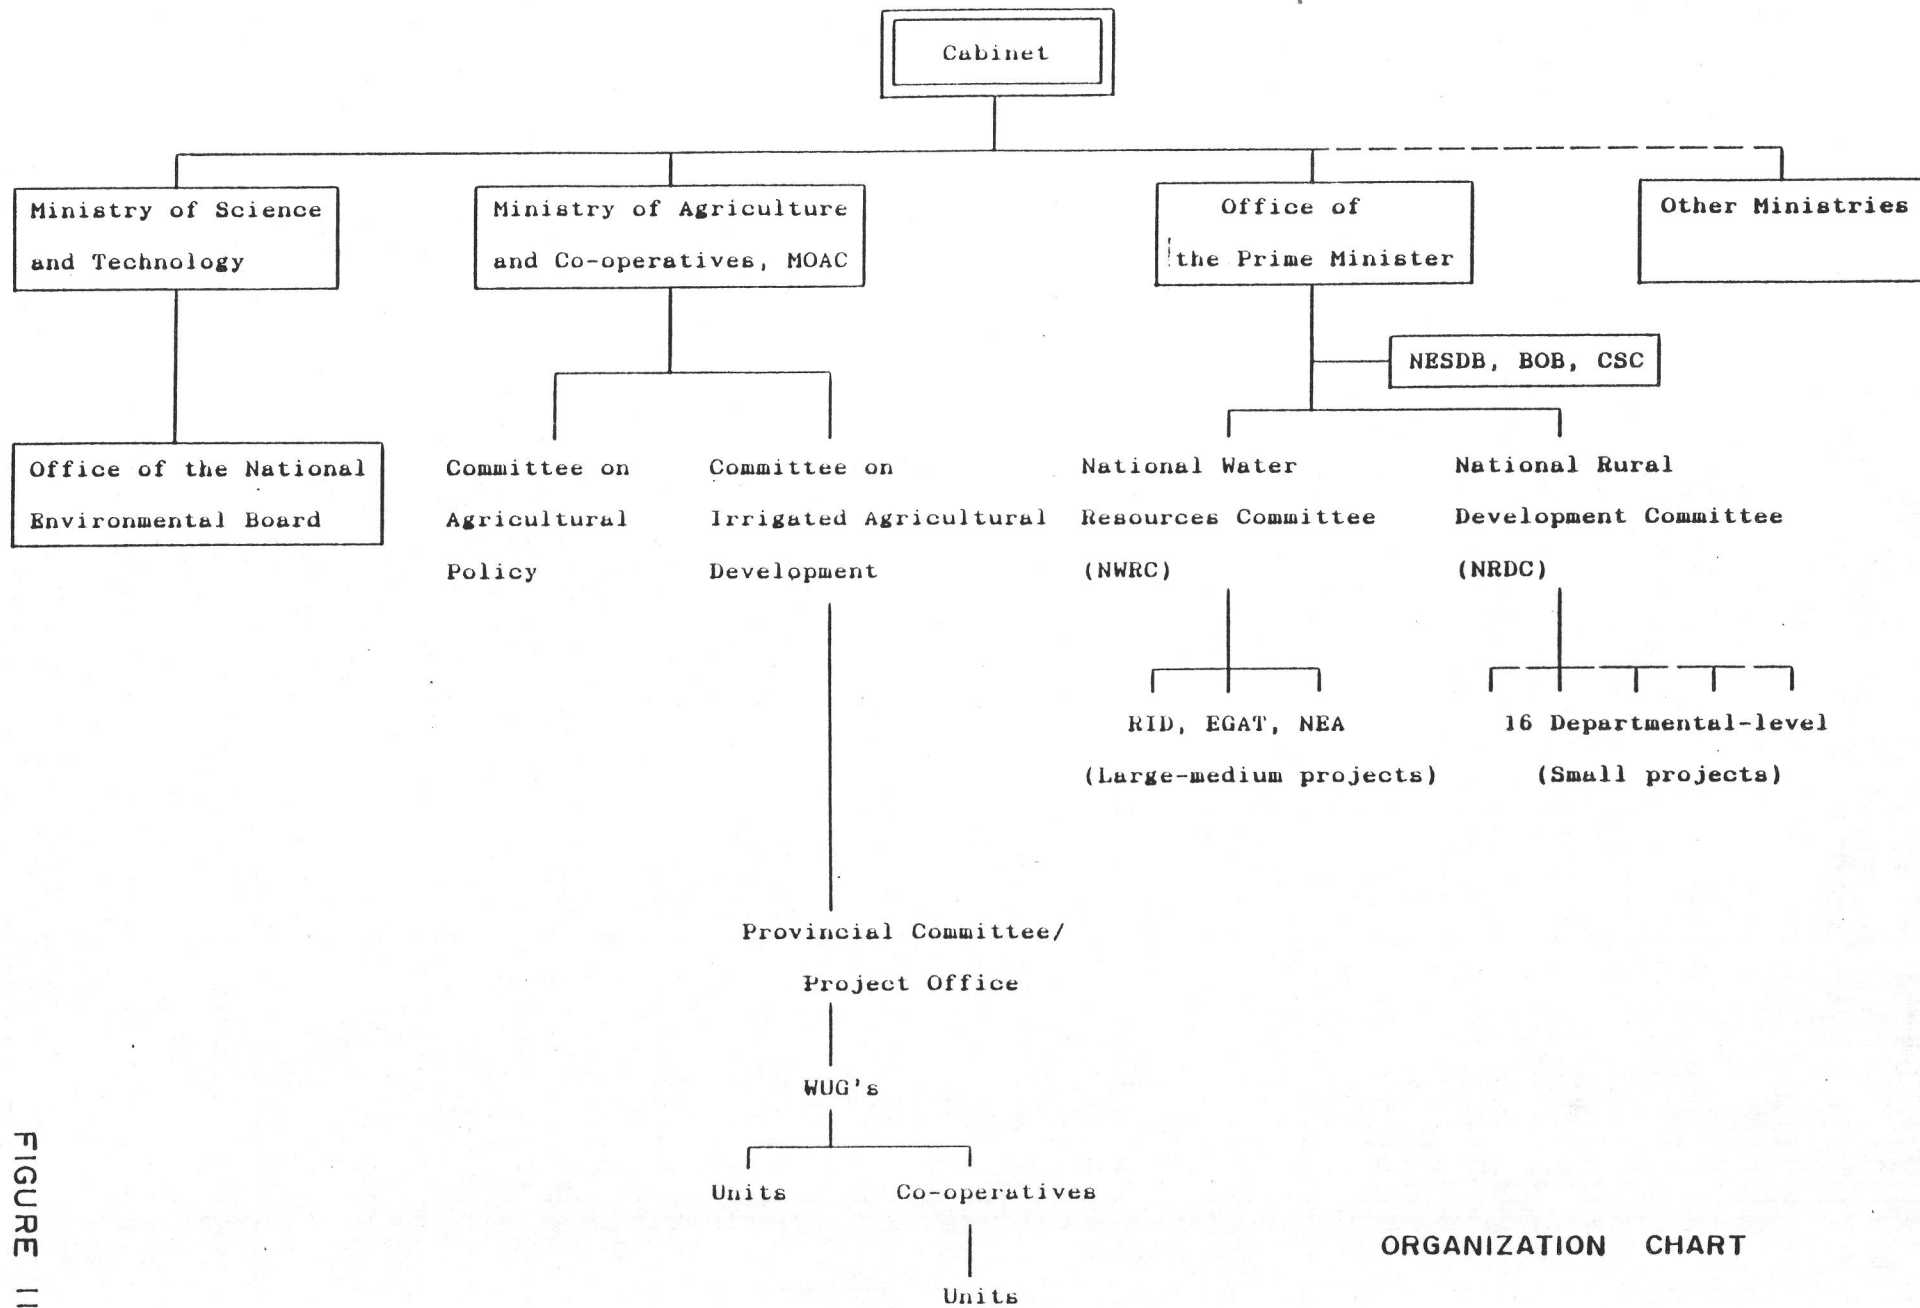 Cabinet
Ministry of Science
and Technology
Ministry of Agriculture
and Co-operatives, MOAC
Office of
the Prime Minister
Other Ministries
NESDB, BOB, CSC
Office of the National
Environmental Board
Committee on
Agricultural
Policy
Committee on
Irrigated Agricultural
Development
National Water
Resources Committee
(NWRC)
National Rural
Development Committee
(NRDC)
RID, EGAT, NEA
(Large-medium projects)
16 Departmental-level
(Small projects)
Provincial Committee/
Project Office
WUG's
Units
Co-operatives
Units
ORGANIZATION CHART
FIGURE II